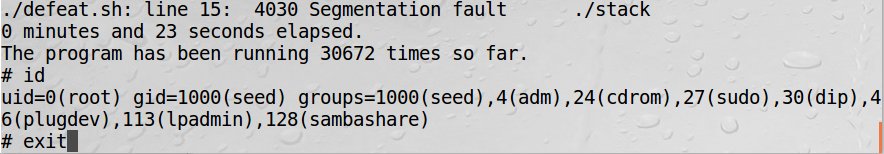 ./defeat.sh: line 15:  4030 Segmentation fault      ./stack
0 minutes and 23 seconds elapsed.
The program has been running 30672 times so far.
# id
uid=0(root) gid=1000(seed) groups=1000(seed),4(adm),24(cdrom),27(sudo),30(dip),4
6(plugdev),113(lpadmin),128(sambashare)
# exit